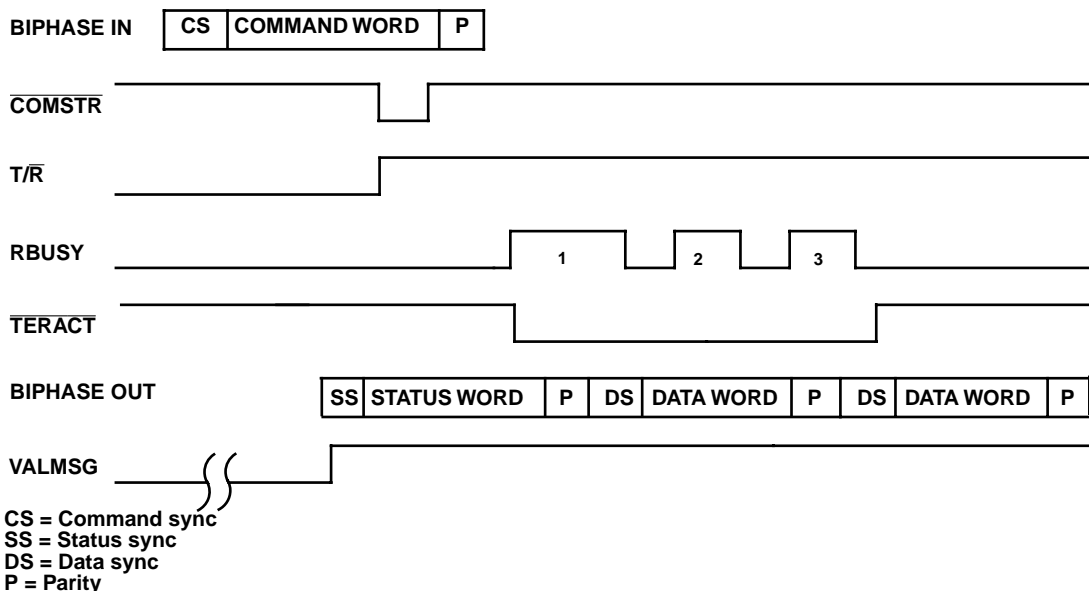 BIPHASE IN CS COMMAND WORD P
COMSTR
T/R
RBUSY 1 2 3
TERACT
BIPHASE OUT SS STATUS WORD P DS DATA WORD P DS DATA WORD P
VALMSG
CS = Command sync
SS = Status sync
DS = Data sync
P = Parity